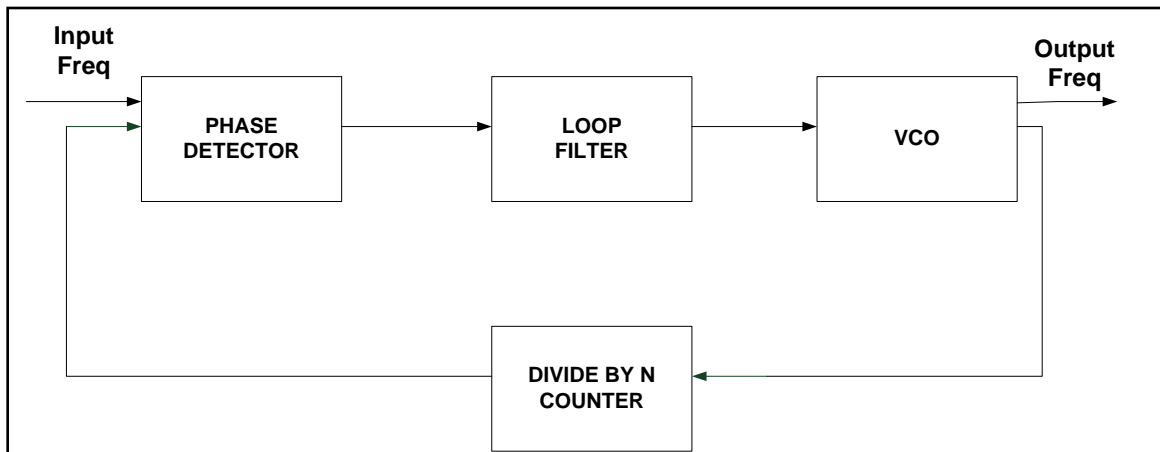 Input
Freq
Output
Freq
PHASE
DETECTOR
LOOP
FILTER
VCO
DIVIDE BY N
COUNTER